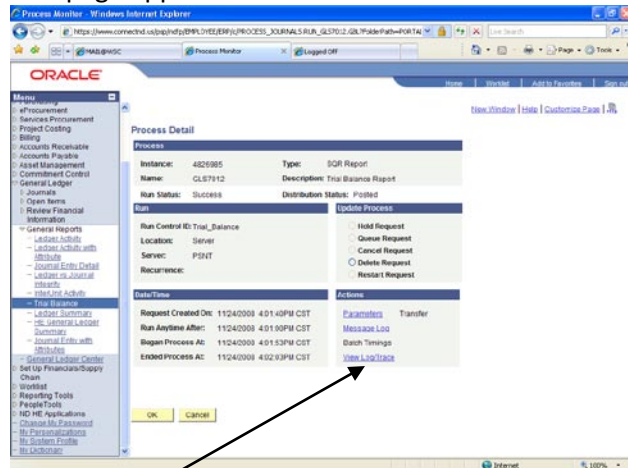 Process Monitor - Windows Internet Explorer
Live Search
MAB@WSC
Process Monitor
Logged Off
Page
Tools
ORACLE
Home
Worklist
Add to Favorites
Sign out
Menu
New Window | Help | Customize Page
eProcurement
Services Procurement
Project Costing
Billing
Accounts Receivable
Accounts Payable
Asset Management
Commitment Control
General Ledger
Journals
Open Items
Review Financial
Information
General Reports
Ledger Activity
Ledger Activity with
Attribute
Journal Entry Detail
Ledger vs Journal
Integrity
InterUnit Activity
Trial Balance
Ledger Summary
HE General Ledger
Summary
Journal Entry with
Attributes
General Ledger Center
Set Up Financials/Supply
Chain
Worklist
Reporting Tools
PeopleTools
ND HE Applications
Change My Password
My Personalizations
My System Profile
My Dictionary
Process Detail
Process
Instance: 4826985 Type: SQR Report
Name: GLS7012 Description: Trial Balance Report
Run Status: Success Distribution Status: Posted
Run
Run Control ID: Trial_Balance
Location: Server
Server: PSNT
Recurrence:
Update Process
Hold Request
Queue Request
Cancel Request
Delete Request
Restart Request
Date/Time
Request Created On: 11/24/2008 4:01:40PM CST
Run Anytime After: 11/24/2008 4:01:00PM CST
Began Process At: 11/24/2008 4:01:53PM CST
Ended Process At: 11/24/2008 4:02:03PM CST
Actions
Parameters Transfer
Message Log
Batch Timings
View Log/Trace
OK Cancel
Internet
100%